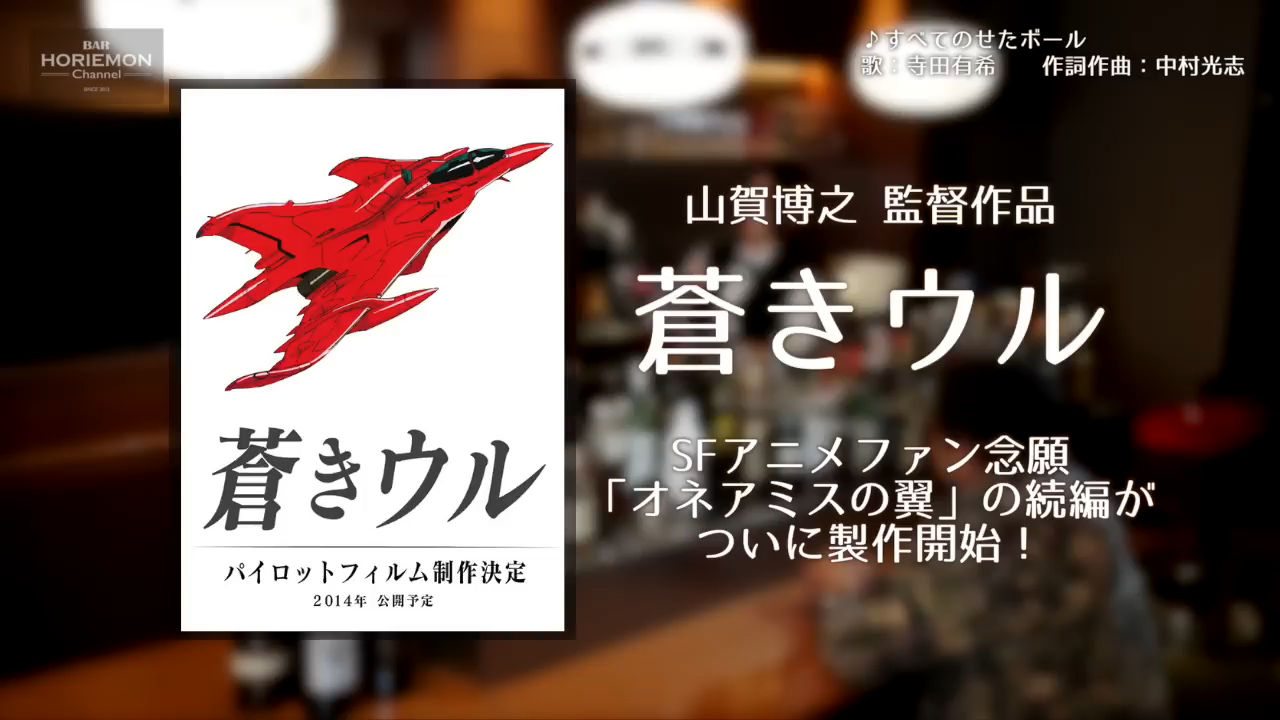 BAR
HORIEMON
Channel
SINCE 2013
♪すべてのせたボール
歌：寺田有希　　作詞作曲：中村光志
山賀博之 監督作品
蒼きウル
SFアニメファン念願
「オネアミスの翼」の続編が
ついに製作開始！
蒼きウル
パイロットフィルム制作決定
2014年 公開予定